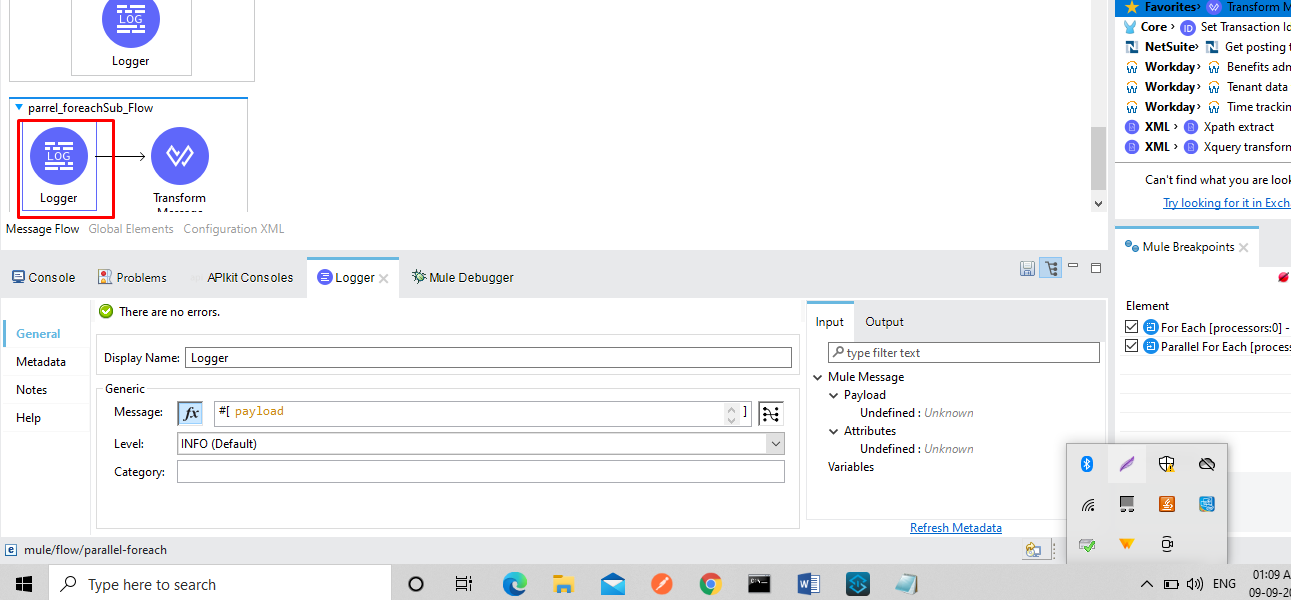 LOG
Logger
parrel_foreachSub_Flow
LOG
Logger
Transform
Message Flow Global Elements Configuration XML
Favorites› Transform M
Core › ID Set Transaction Id
NetSuite› Get posting t
Workday› Benefits adn
Workday› Tenant data
Workday› Time trackin
XML › Xpath extract
XML › Xquery transform
Can't find what you are look
Try looking for it in Exch
Console Problems APIkit Consoles Logger Mule Debugger
Mule Breakpoints
Element
For Each [processors:0] -
Parallel For Each [process
There are no errors.
General
Metadata
Notes
Help
Display Name: Logger
Generic
Message: fx #[ payload ]
Level: INFO (Default)
Category:
Input Output
type filter text
Mule Message
Payload
Undefined : Unknown
Attributes
Undefined : Unknown
Variables
Refresh Metadata
mule/flow/parallel-foreach
Type here to search
ENG
01:09 A
09-09-20